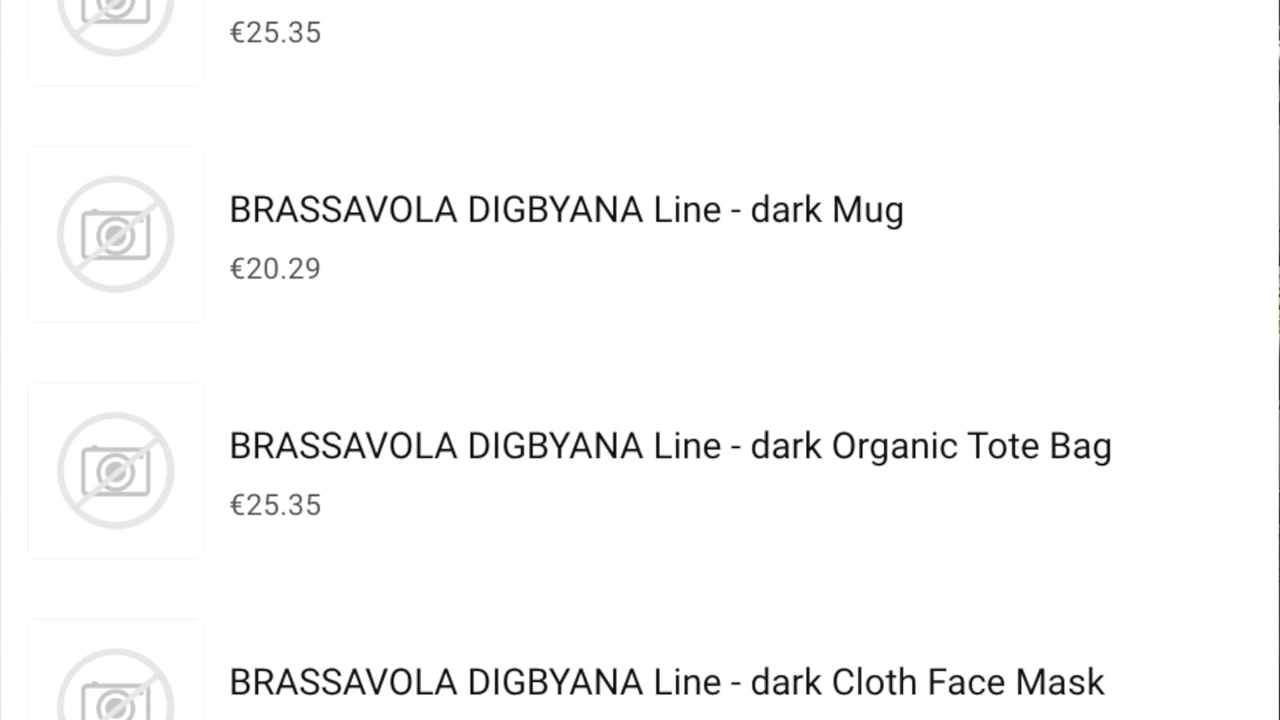 €25.35
BRASSAVOLA DIGBYANA Line - dark Mug
€20.29
BRASSAVOLA DIGBYANA Line - dark Organic Tote Bag
€25.35
BRASSAVOLA DIGBYANA Line - dark Cloth Face Mask